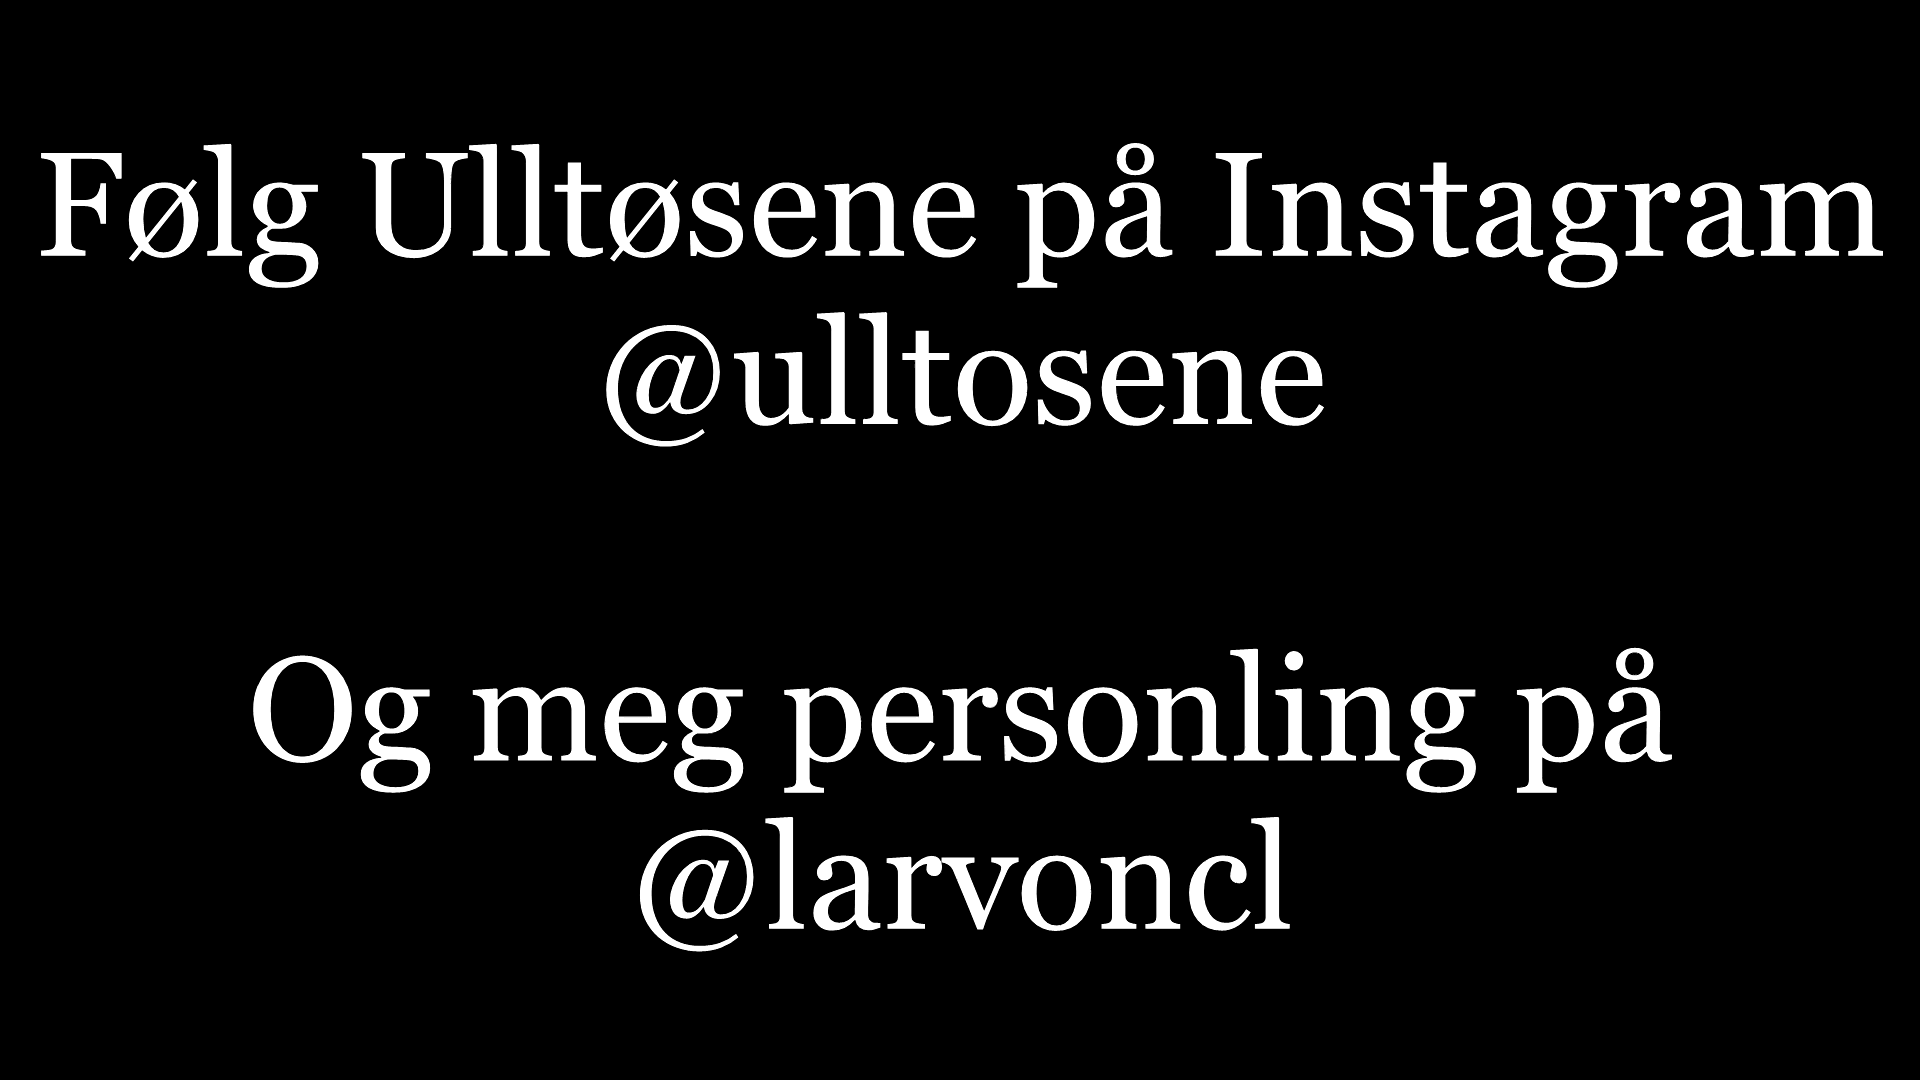 Følg Ulltøsene på Instagram
@ulltosene
Og meg personling på
@larvoncl